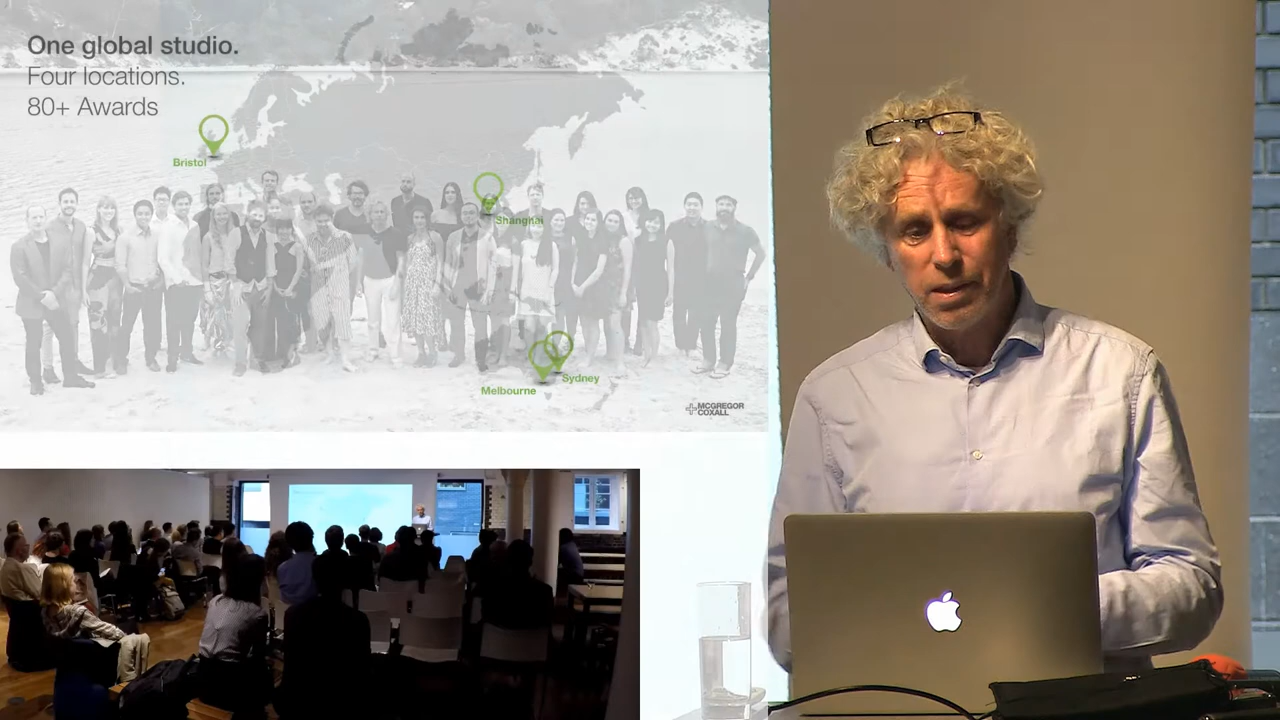 One global studio.
Four locations.
80+ Awards
Bristol
Shanghai
Melbourne
Sydney
MCGREGOR
COXALL